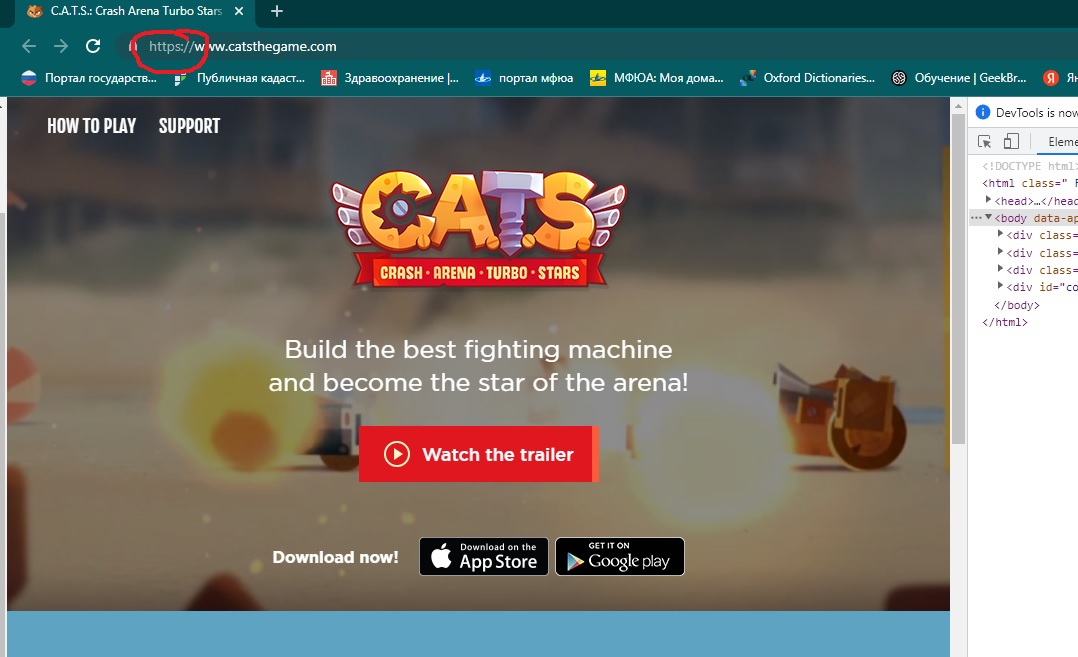 C.A.T.S.: Crash Arena Turbo Stars
https://www.catsthegame.com
Портал государств... Публичная кадаст... Здравоохранение |... портал мфюа МФЮА: Моя дома... Oxford Dictionaries... Обучение | GeekBr... Я Ян
HOW TO PLAY SUPPORT
C.A.T.S.
CRASH · ARENA · TURBO · STARS
Build the best fighting machine
and become the star of the arena!
Watch the trailer
Download now!
Download on the
App Store
GET IT ON
Google play
DevTools is now
Eleme
<!DOCTYPE html>
<html class=" F
<head>…</head>
<body data-ap
<div class=
<div class=
<div class=
<div id="co
</body>
</html>